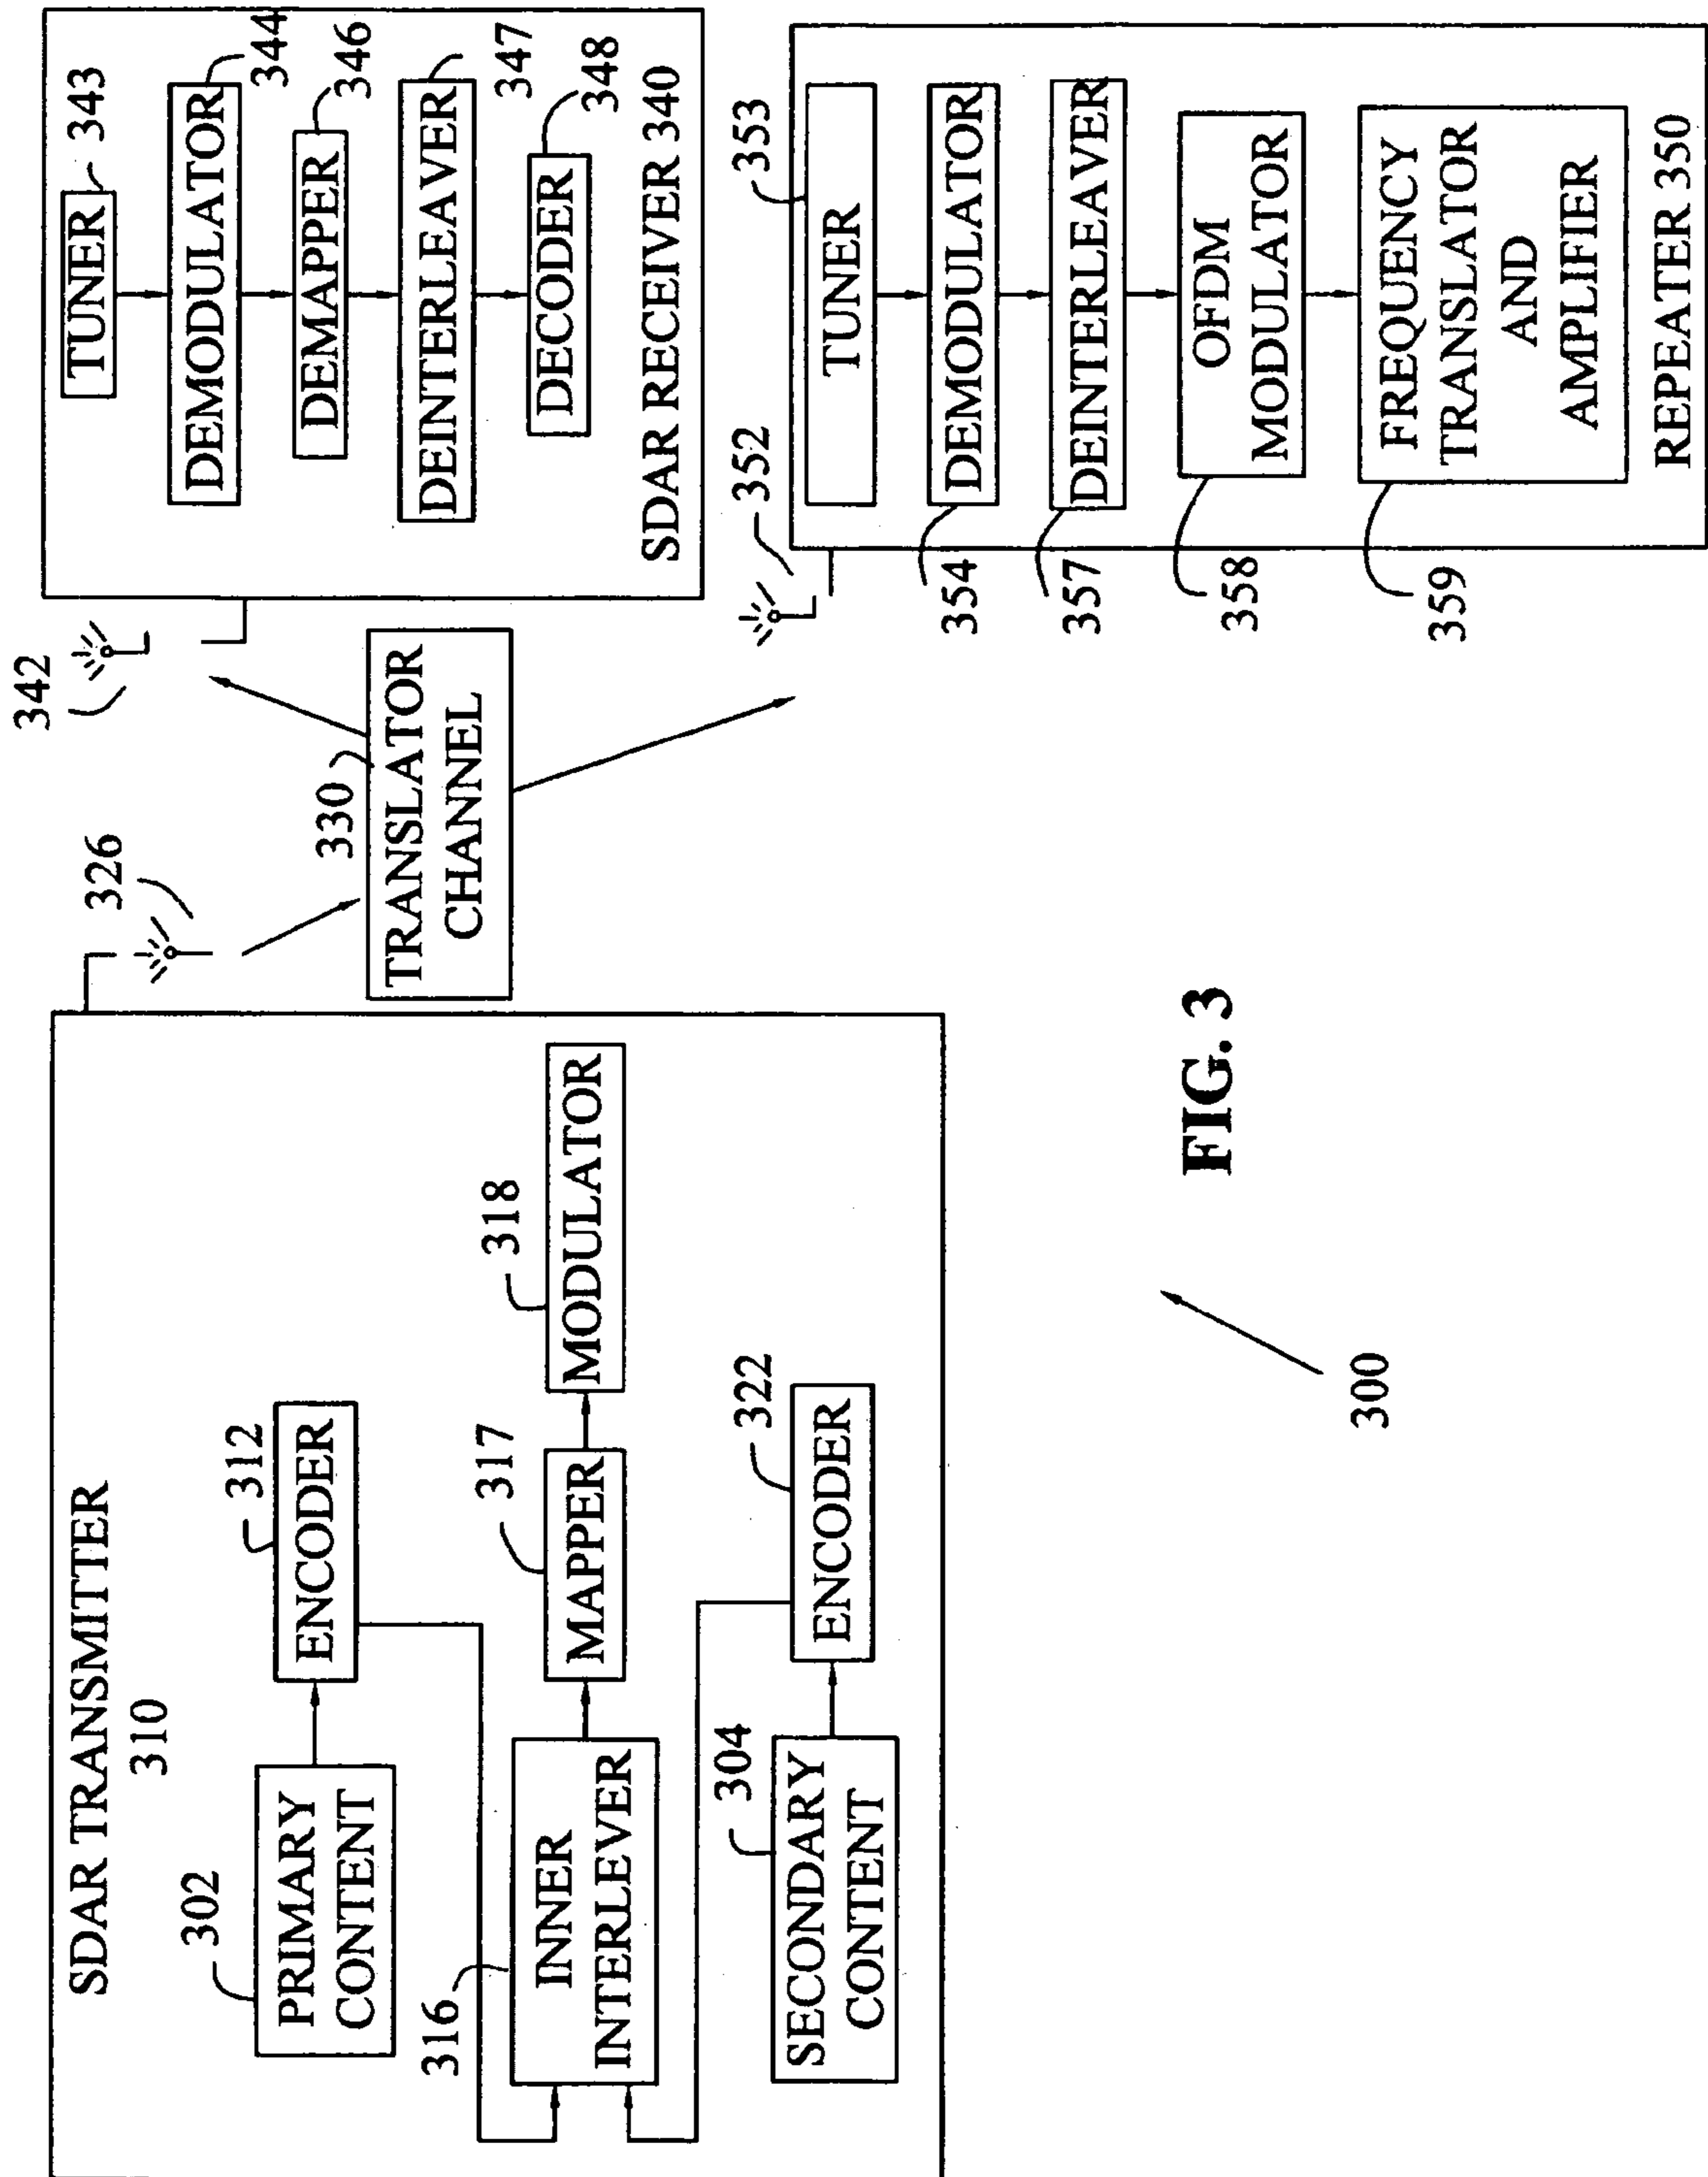 SDAR TRANSMITTER
310
302
PRIMARY
CONTENT
312
ENCODER
316
INNER
INTERLEVER
317
MAPPER
318
MODULATOR
304
SECONDARY
CONTENT
322
ENCODER
326
330
TRANSLATOR
CHANNEL
342
TUNER
343
DEMODULATOR
344
DEMAPPER
346
DEINTERLEAVER
347
DECODER
348
SDAR RECEIVER 340
352
353
TUNER
354
DEMODULATOR
357
DEINTERLEAVER
358
OFDM
MODULATOR
359
FREQUENCY
TRANSLATOR
AND
AMPLIFIER
REPEATER 350
300
FIG. 3